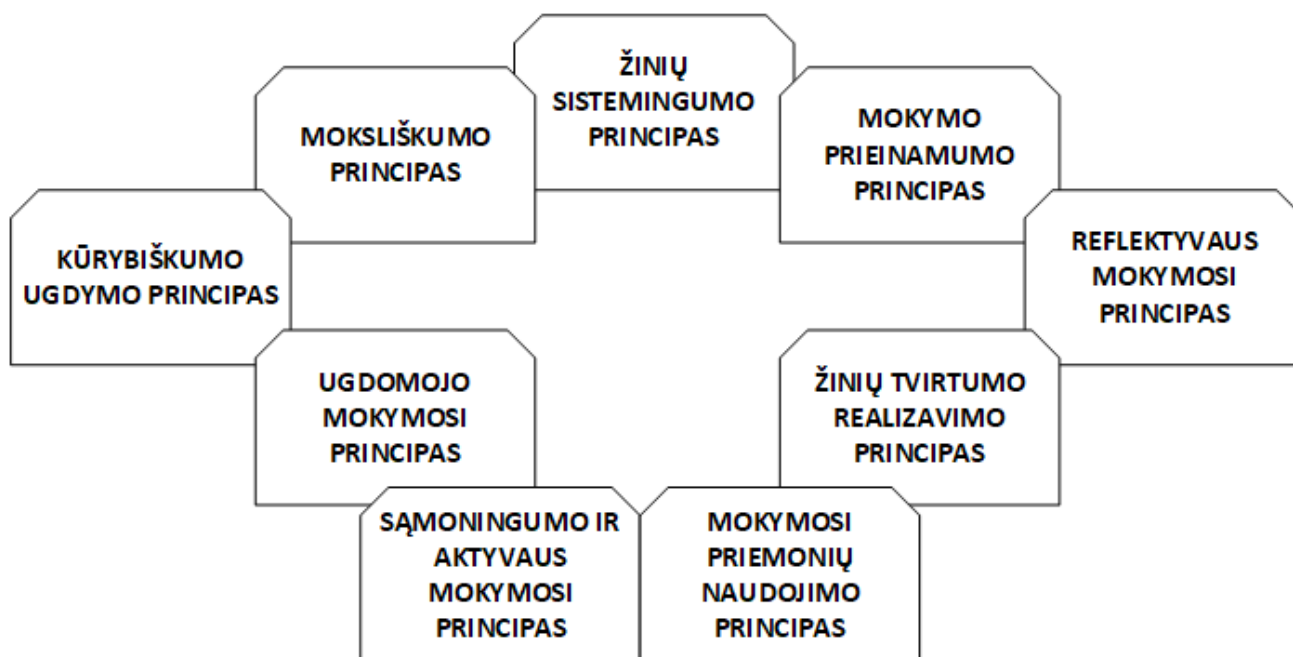 ŽINIŲ
SISTEMINGUMO
PRINCIPAS
MOKSLIŠKUMO
PRINCIPAS
MOKYMO
PRIEINAMUMO
PRINCIPAS
KŪRYBIŠKUMO
UGDYMO PRINCIPAS
REFLEKTYVAUS
MOKYMOSI
PRINCIPAS
UGDOMOJO
MOKYMOSI
PRINCIPAS
ŽINIŲ TVIRTUMO
REALIZAVIMO
PRINCIPAS
SĄMONINGUMO IR
AKTYVAUS
MOKYMOSI
PRINCIPAS
MOKYMOSI
PRIEMONIŲ
NAUDOJIMO
PRINCIPAS